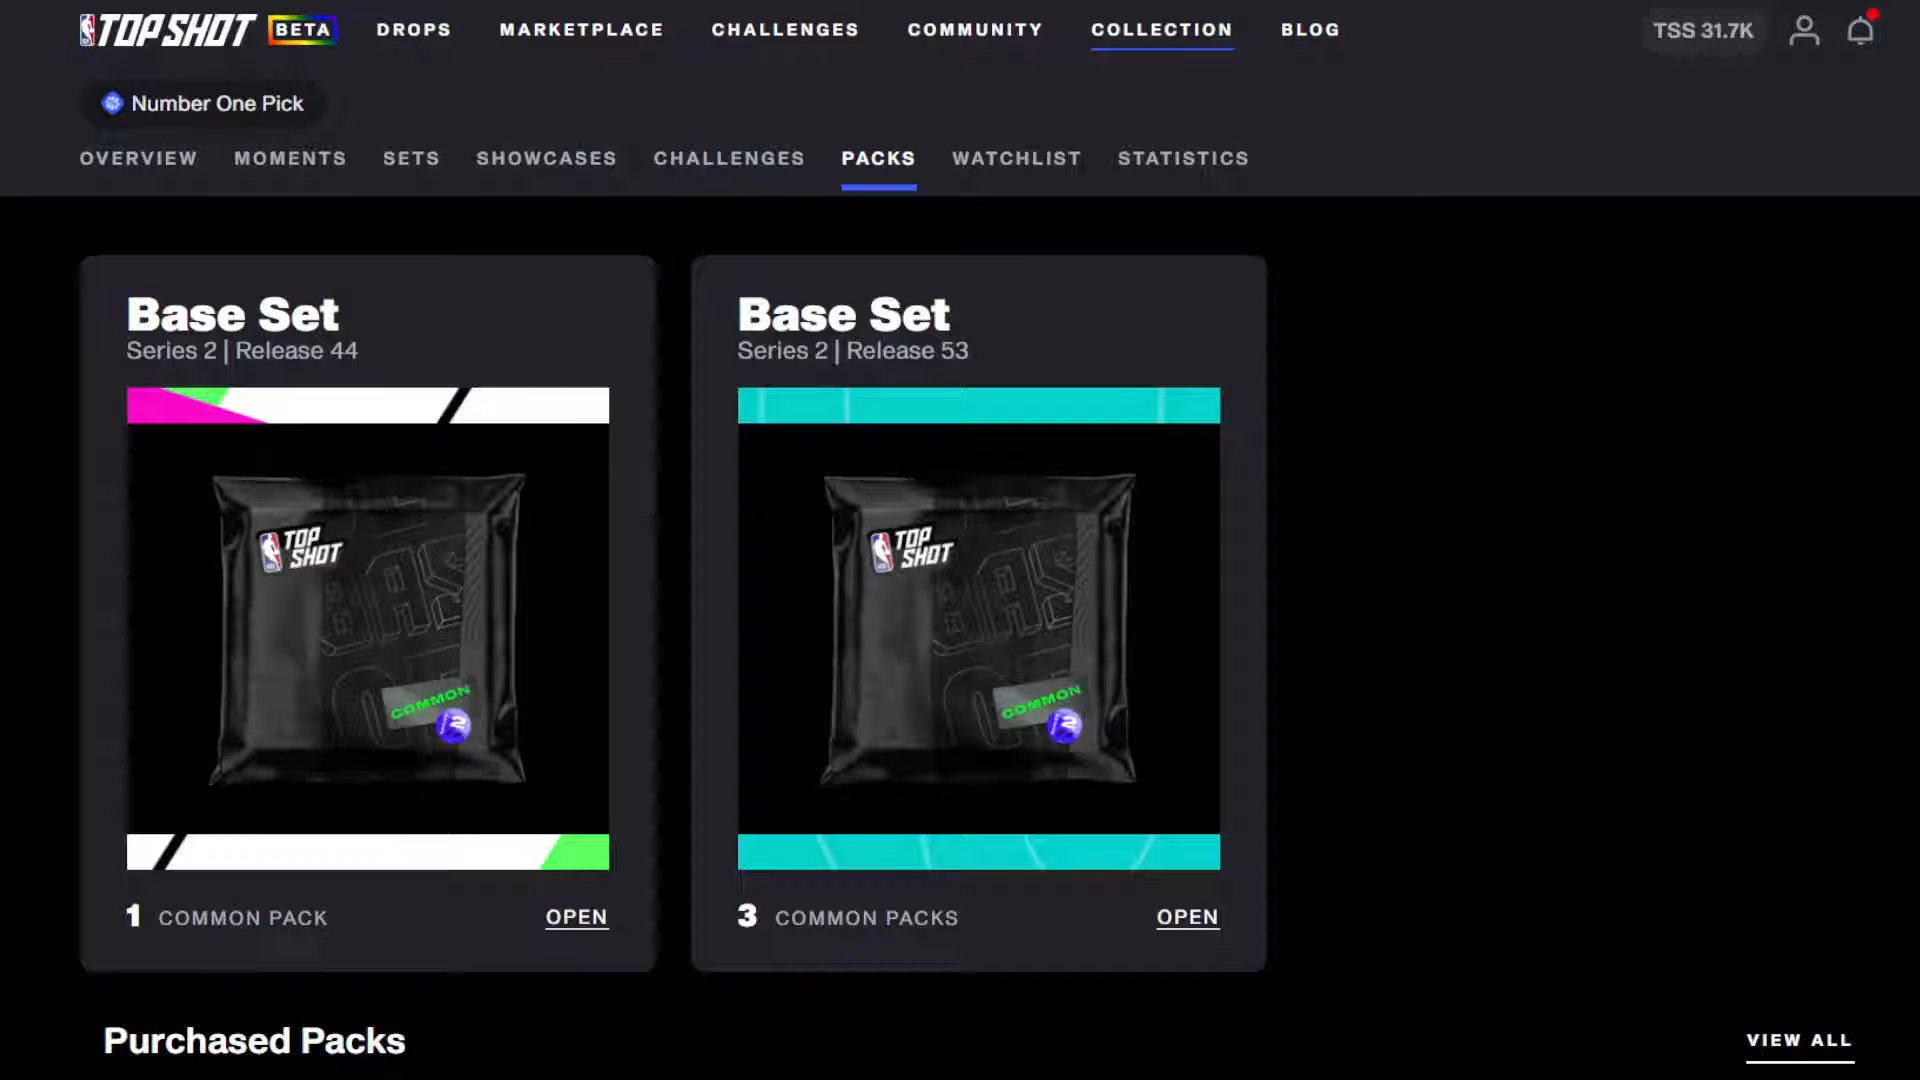 TOP SHOT BETA DROPS MARKETPLACE CHALLENGES COMMUNITY COLLECTION BLOG TSS 31.7K
Number One Pick
OVERVIEW MOMENTS SETS SHOWCASES CHALLENGES PACKS WATCHLIST STATISTICS
Base Set
Series 2 | Release 44
TOP
SHOT
COMMON
2
1 COMMON PACK OPEN
Base Set
Series 2 | Release 53
TOP
SHOT
COMMON
2
3 COMMON PACKS OPEN
Purchased Packs VIEW ALL